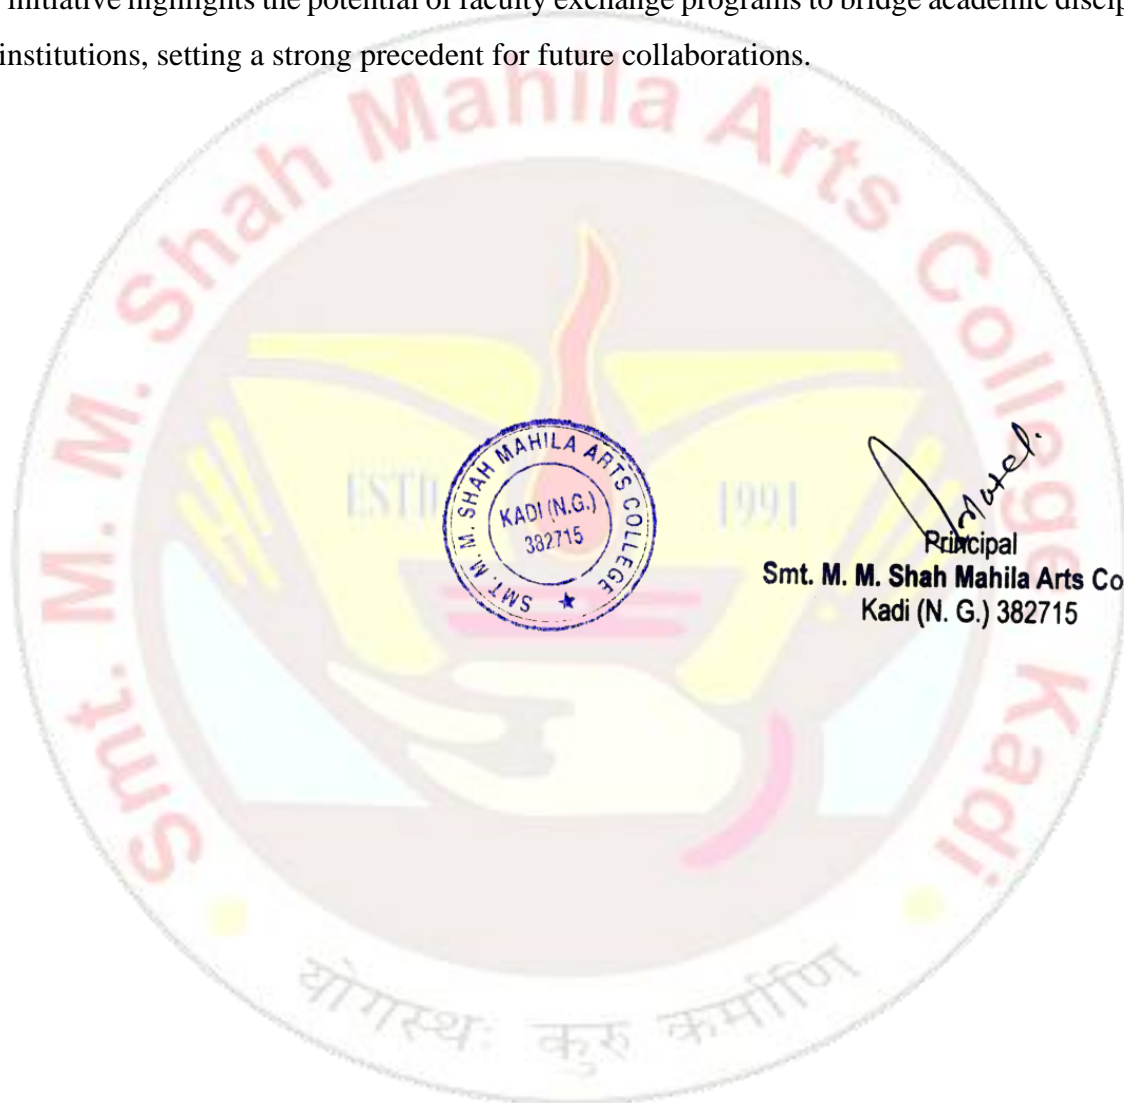 initiative highlights the potential of faculty exchange programs to bridge academic discip
institutions, setting a strong precedent for future collaborations.
Smt. M. M. Shah Mahila Arts College Kadi
ESTD 1991
SMT. M. M. SHAH MAHILA ARTS COLLEGE
KADI (N.G.)
382715
Patel.
Principal
Smt. M. M. Shah Mahila Arts Co
Kadi (N. G.) 382715
योगस्थः कुरु कर्माणि